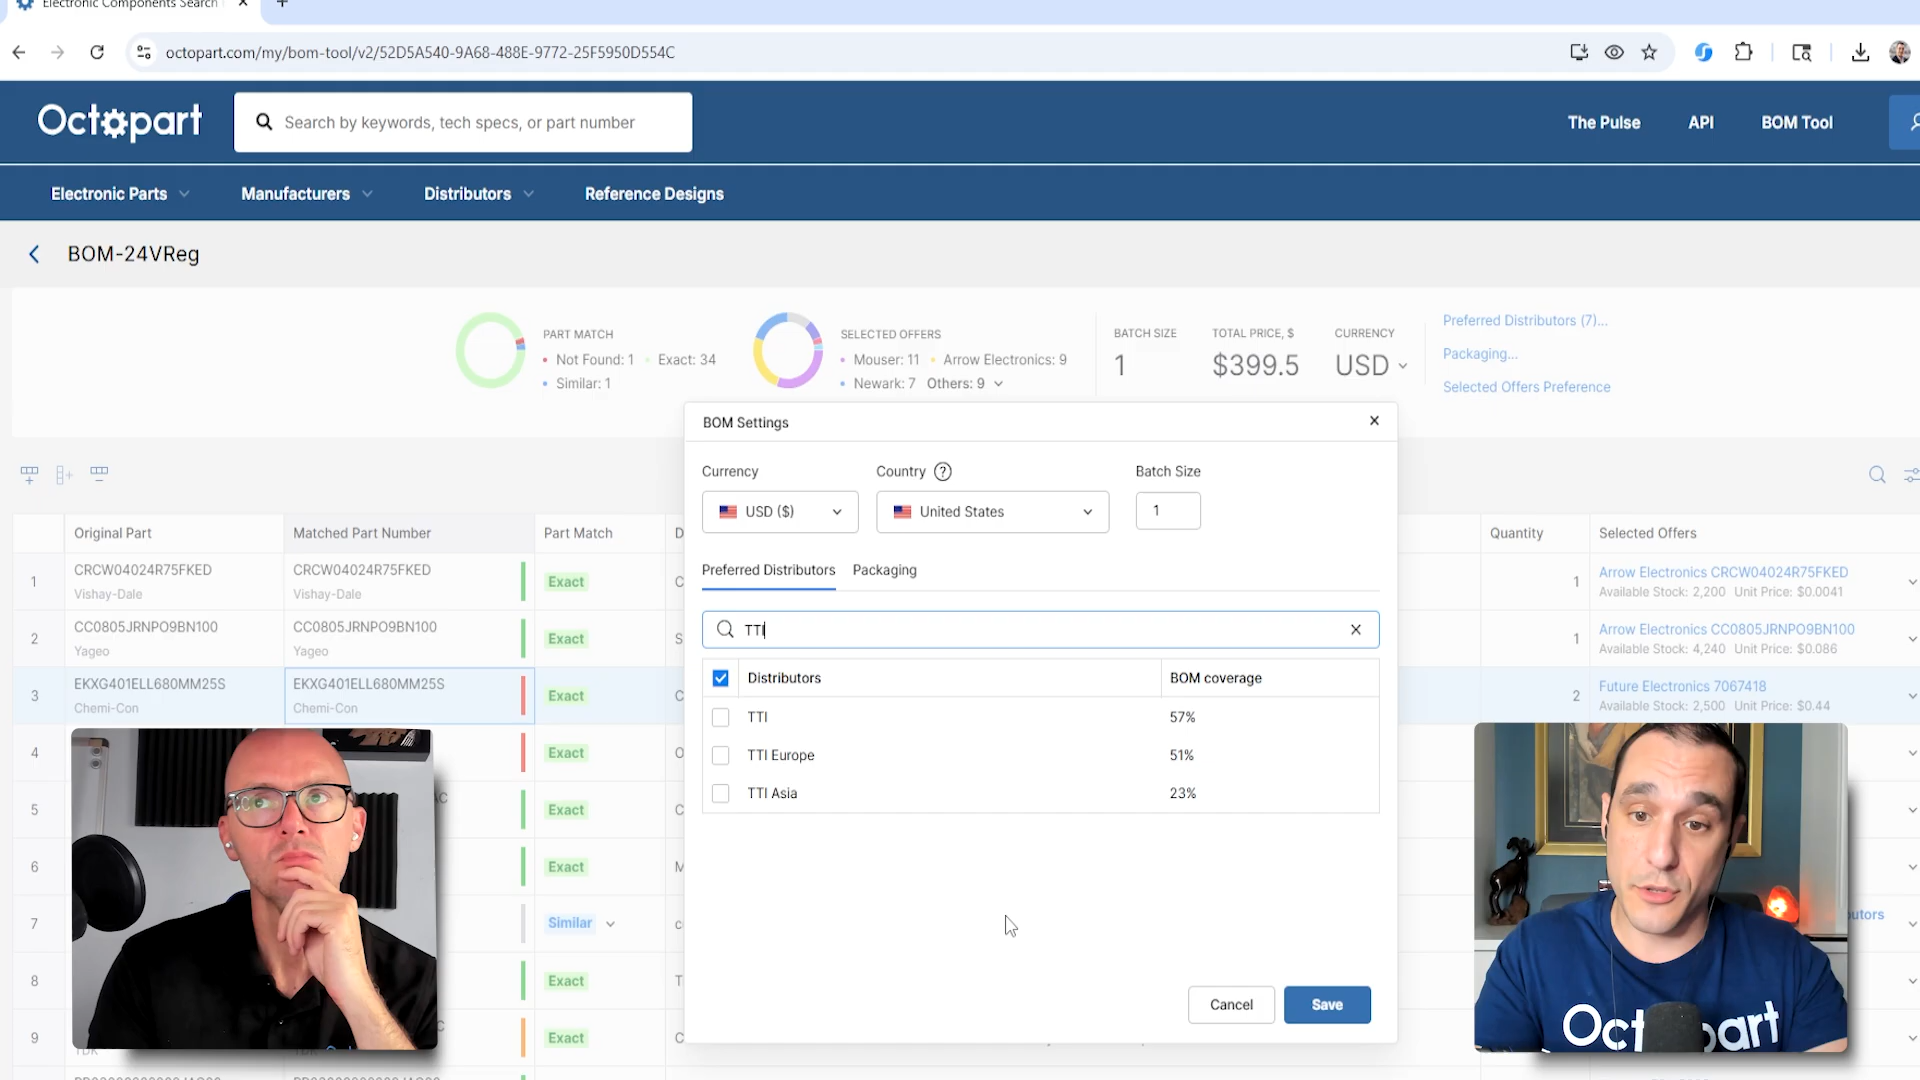 Electronic Components Search
octopart.com/my/bom-tool/v2/52D5A540-9A68-488E-9772-25F5950D554C
Octopart
Search by keywords, tech specs, or part number
The Pulse
API
BOM Tool
Electronic Parts
Manufacturers
Distributors
Reference Designs
BOM-24VReg
PART MATCH
Not Found: 1
Exact: 34
Similar: 1
SELECTED OFFERS
Mouser: 11
Arrow Electronics: 9
Newark: 7
Others: 9
BATCH SIZE
1
TOTAL PRICE, $
$399.5
CURRENCY
USD
Preferred Distributors (7)...
Packaging...
Selected Offers Preference
BOM Settings
Currency
Country
Batch Size
USD ($)
United States
1
Preferred Distributors
Packaging
TTI
Distributors
BOM coverage
TTI
57%
TTI Europe
51%
TTI Asia
23%
Cancel
Save
Original Part
Matched Part Number
Part Match
D
Quantity
Selected Offers
1
CRCW04024R75FKED
Vishay-Dale
CRCW04024R75FKED
Vishay-Dale
Exact
C
1
Arrow Electronics CRCW04024R75FKED
Available Stock: 2,200 Unit Price: $0.0041
2
CC0805JRNPO9BN100
Yageo
CC0805JRNPO9BN100
Yageo
Exact
S
1
Arrow Electronics CC0805JRNPO9BN100
Available Stock: 4,240 Unit Price: $0.086
3
EKXG401ELL680MM25S
Chemi-Con
EKXG401ELL680MM25S
Chemi-Con
Exact
C
2
Future Electronics 7067418
Available Stock: 2,500 Unit Price: $0.44
4
Exact
O
5
Exact
C
6
Exact
M
7
Similar
c
8
Exact
T
9
TDK
Exact
C
utors
Oct part